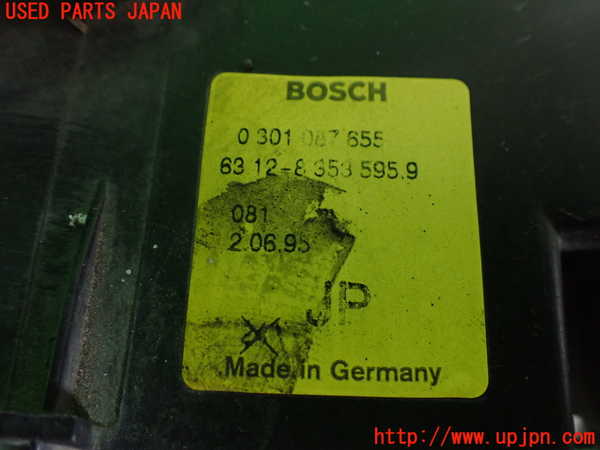 USED PARTS JAPAN
BOSCH
0 301 087 655
63 12-8 353 595.9
081
2.06.95
JP
Made in Germany
http://www.upjpn.com